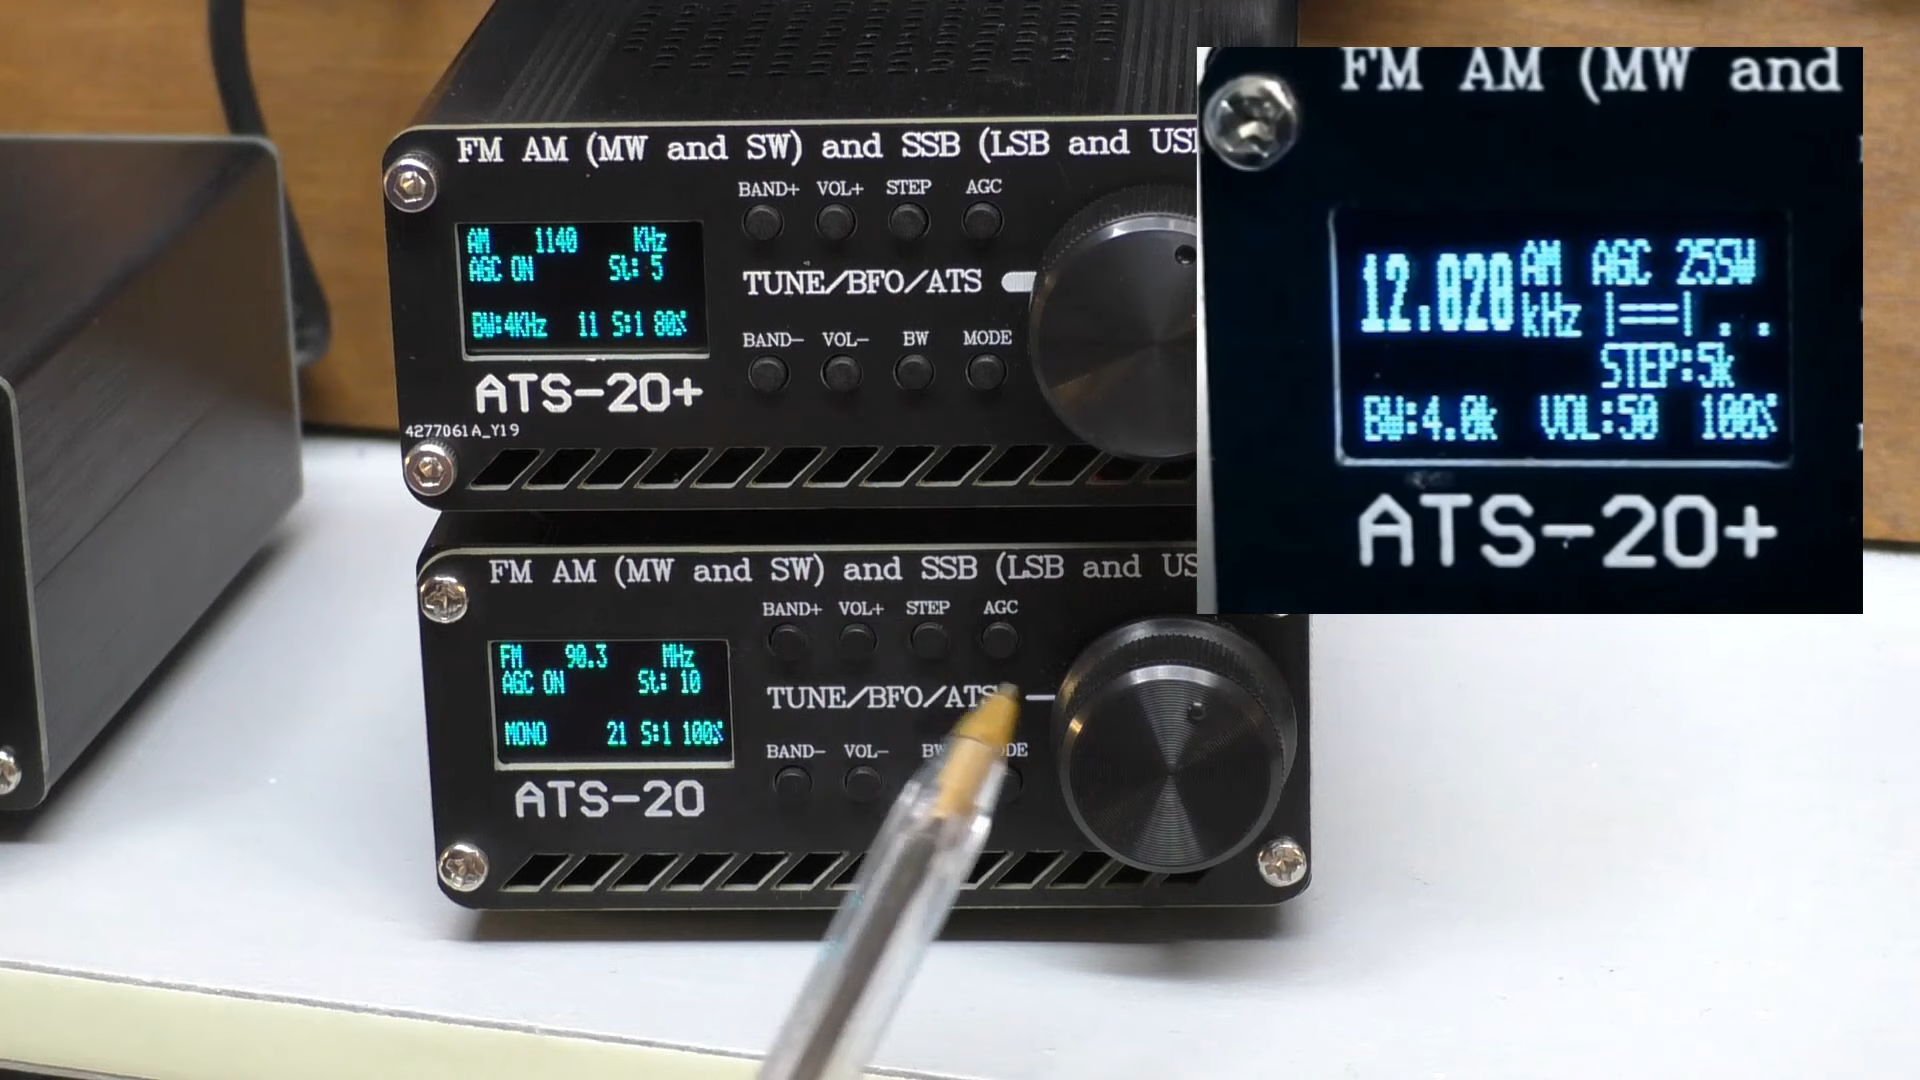 FM AM (MW and SW) and SSB (LSB and
BAND+ VOL+ STEP AGC
AM 1140 KHz
AGC ON St: 5
BW:4KHz 11 S:1 80%
TUNE/BFO/ATS
BAND- VOL- BW MODE
ATS-20+
4277061A_Y19
FM AM (MW and SW) and SSB (LSB and
BAND+ VOL+ STEP AGC
FM 90.3 MHz
AGC ON St: 10
MONO 21 S:1 100%
TUNE/BFO/ATS
BAND- VOL-
ATS-20
FM AM (MW and
12.020 AM AGC 25SW
kHz |==| . .
STEP:5k
BW:4.0k VOL:50 100%
ATS-20+